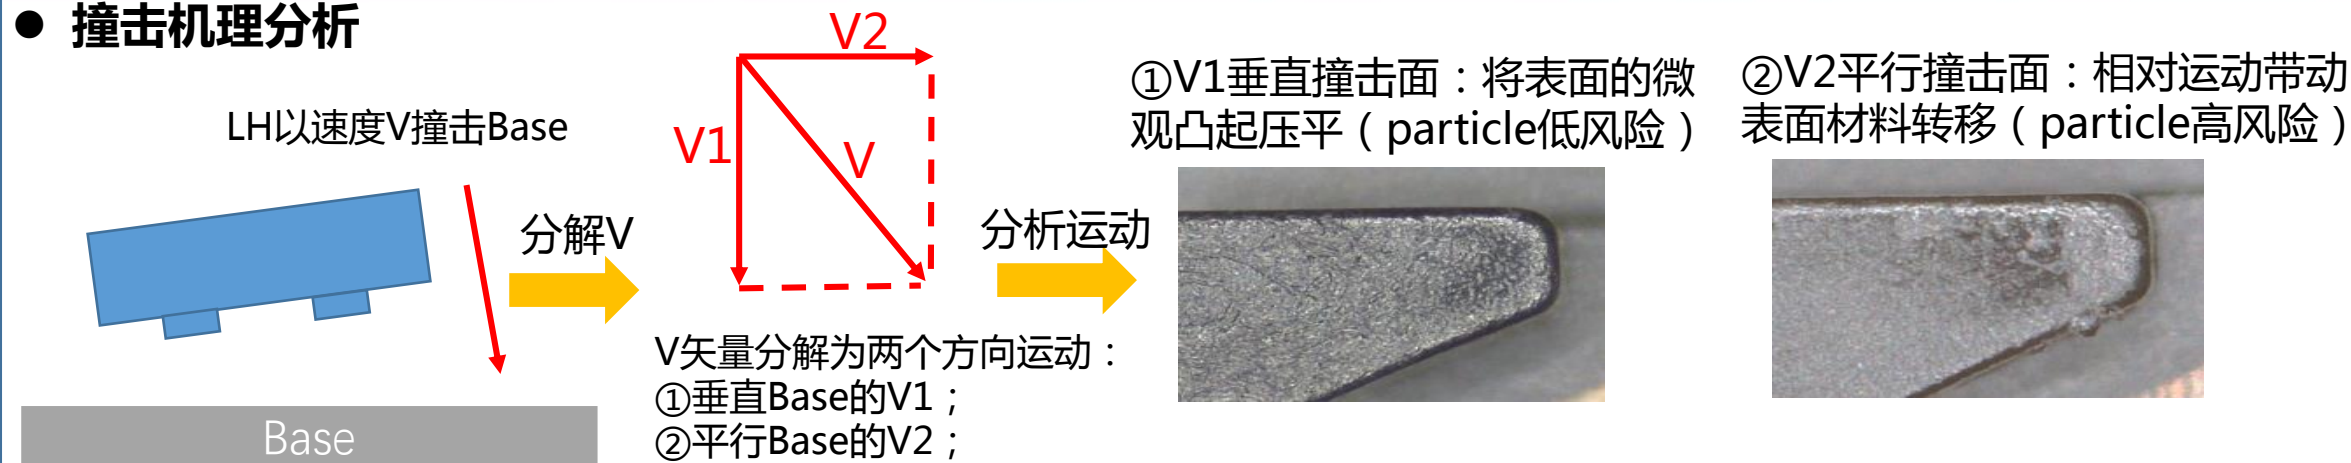 ● 撞击机理分析
LH以速度V撞击Base
Base
分解V
V2
V1
V
V矢量分解为两个方向运动：
①垂直Base的V1；
②平行Base的V2；
分析运动
①V1垂直撞击面：将表面的微
观凸起压平（particle低风险）
②V2平行撞击面：相对运动带动
表面材料转移（particle高风险）